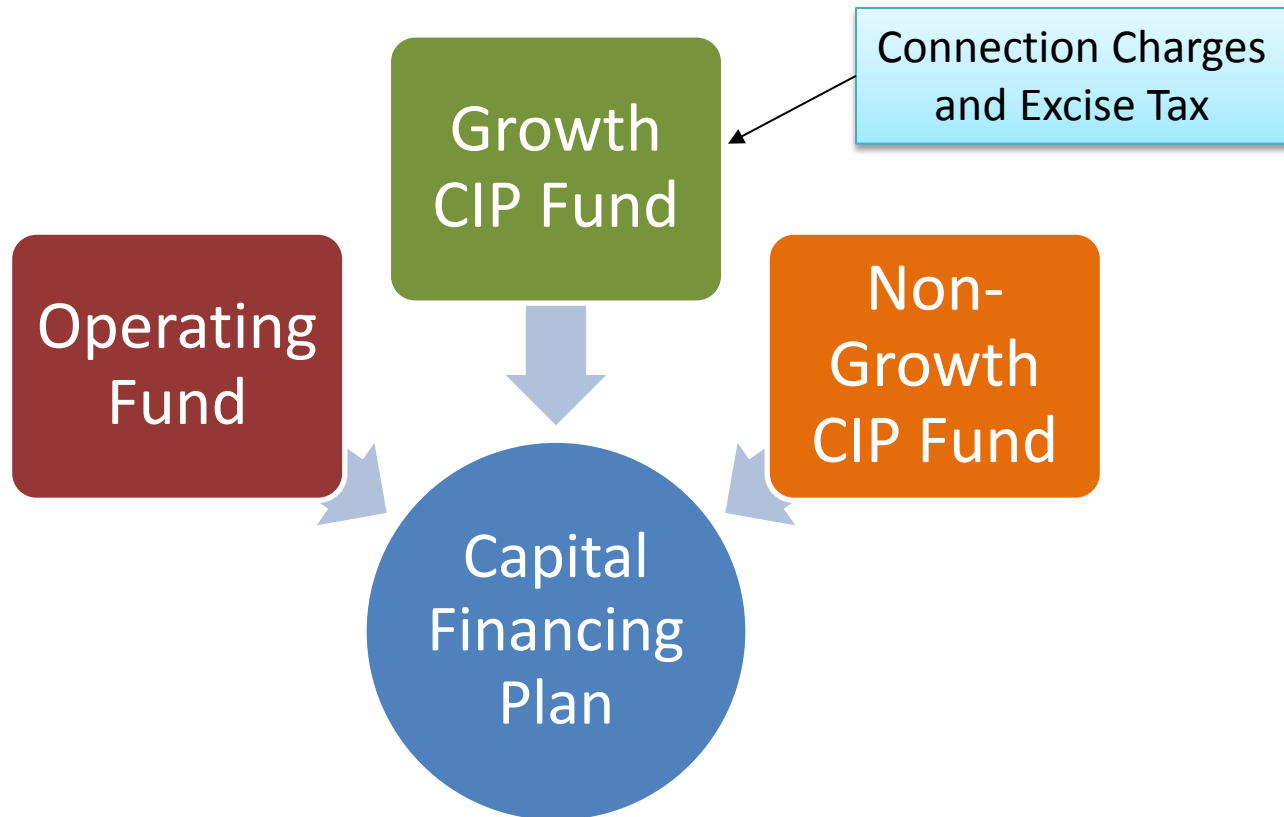 Connection Charges
and Excise Tax
Growth
CIP Fund
Operating
Fund
Non-
Growth
CIP Fund
Capital
Financing
Plan